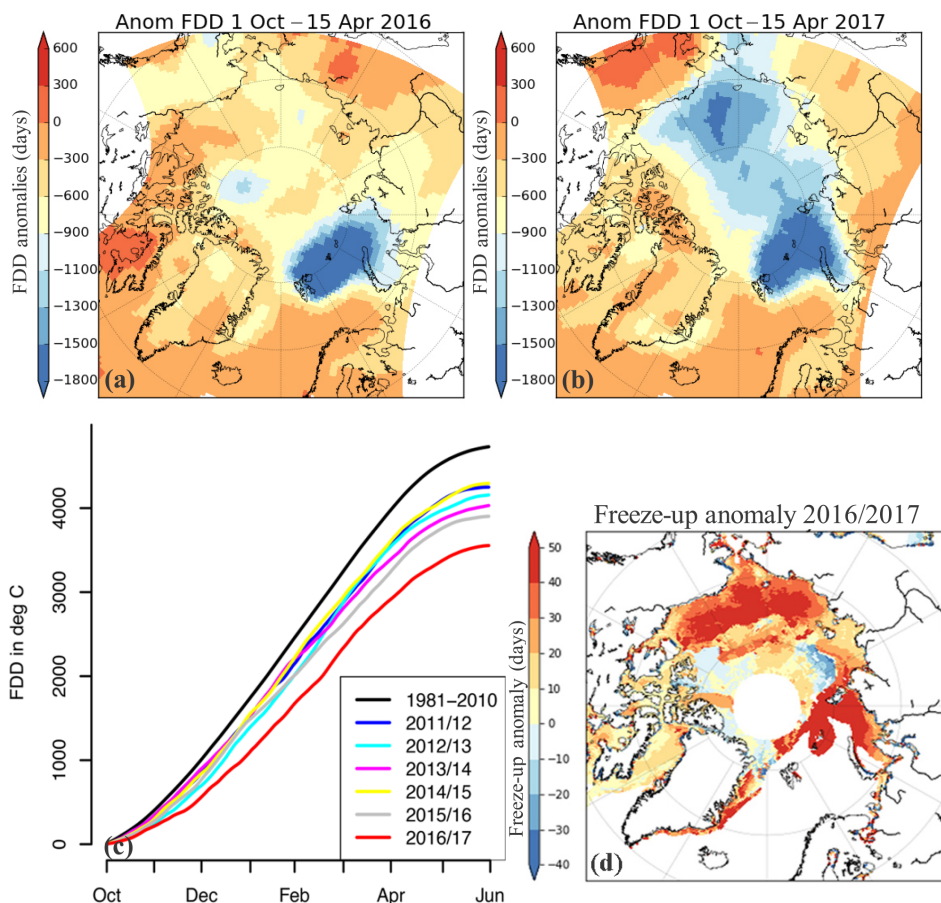 Anom FDD 1 Oct – 15 Apr 2016
FDD anomalies (days)
600
300
0
−300
−600
−900
−1100
−1300
−1500
−1800
(a)
Anom FDD 1 Oct – 15 Apr 2017
FDD anomalies (days)
600
300
0
−300
−600
−900
−1100
−1300
−1500
−1800
(b)
FDD in deg C
4000
3000
2000
1000
0
Oct
Dec
Feb
Apr
Jun
1981–2010
2011/12
2012/13
2013/14
2014/15
2015/16
2016/17
(c)
Freeze-up anomaly 2016/2017
Freeze-up anomaly (days)
50
40
30
20
10
0
−10
−20
−30
−40
(d)